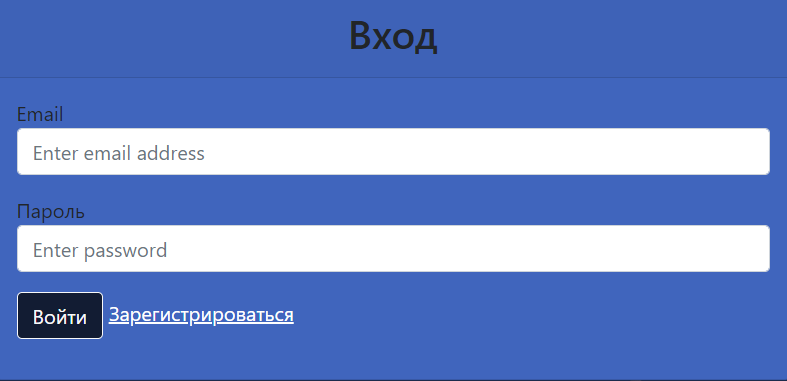 Вход
Email
Enter email address
Пароль
Enter password
Войти Зарегистрироваться